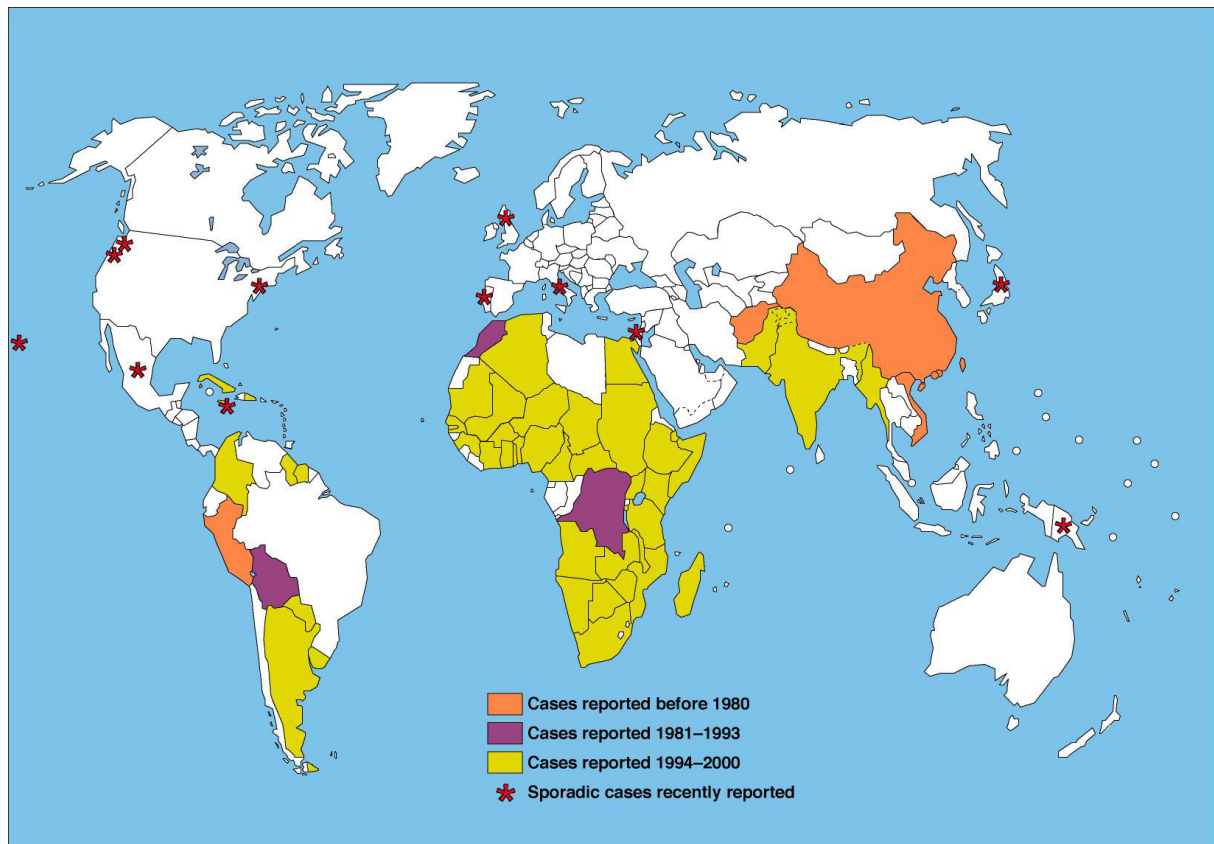 Cases reported before 1980
Cases reported 1981–1993
Cases reported 1994–2000
Sporadic cases recently reported